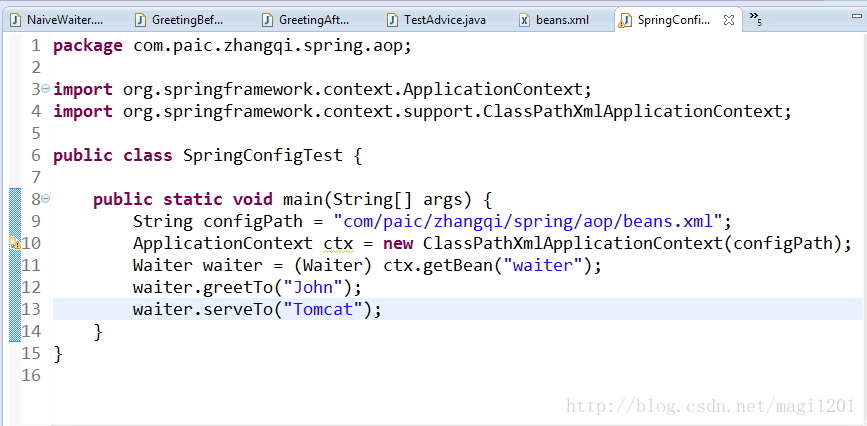 NaiveWaiter.... GreetingBef... GreetingAft... TestAdvice.java beans.xml SpringConfi... »5
1 package com.paic.zhangqi.spring.aop;
2
3 import org.springframework.context.ApplicationContext;
4 import org.springframework.context.support.ClassPathXmlApplicationContext;
5
6 public class SpringConfigTest {
7
8 public static void main(String[] args) {
9 String configPath = "com/paic/zhangqi/spring/aop/beans.xml";
10 ApplicationContext ctx = new ClassPathXmlApplicationContext(configPath);
11 Waiter waiter = (Waiter) ctx.getBean("waiter");
12 waiter.greetTo("John");
13 waiter.serveTo("Tomcat");
14 }
15 }
16
http://blog.csdn.net/magi1201